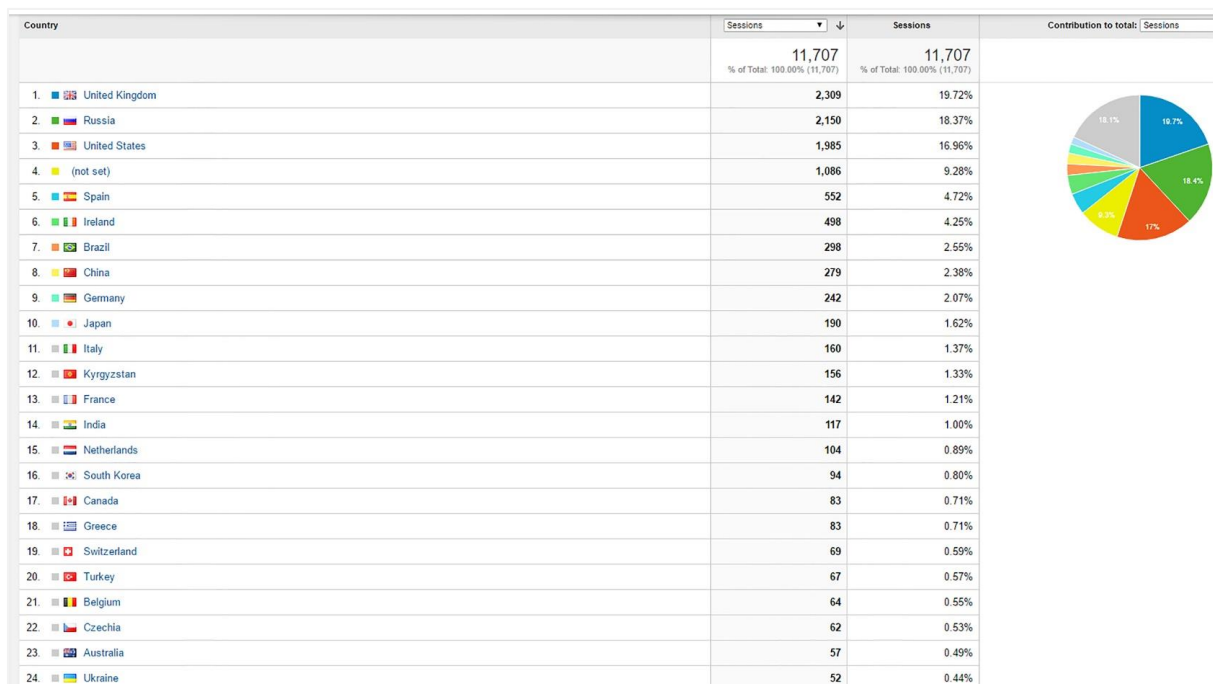 Country Sessions Sessions Contribution to total: Sessions
11,707 11,707
% of Total: 100.00% (11,707) % of Total: 100.00% (11,707)
1. United Kingdom 2,309 19.72%
2. Russia 2,150 18.37%
3. United States 1,985 16.96%
4. (not set) 1,086 9.28%
5. Spain 552 4.72%
6. Ireland 498 4.25%
7. Brazil 298 2.55%
8. China 279 2.38%
9. Germany 242 2.07%
10. Japan 190 1.62%
11. Italy 160 1.37%
12. Kyrgyzstan 156 1.33%
13. France 142 1.21%
14. India 117 1.00%
15. Netherlands 104 0.89%
16. South Korea 94 0.80%
17. Canada 83 0.71%
18. Greece 83 0.71%
19. Switzerland 69 0.59%
20. Turkey 67 0.57%
21. Belgium 64 0.55%
22. Czechia 62 0.53%
23. Australia 57 0.49%
24. Ukraine 52 0.44%
18.1% 19.7%
18.4%
9.3%
17%